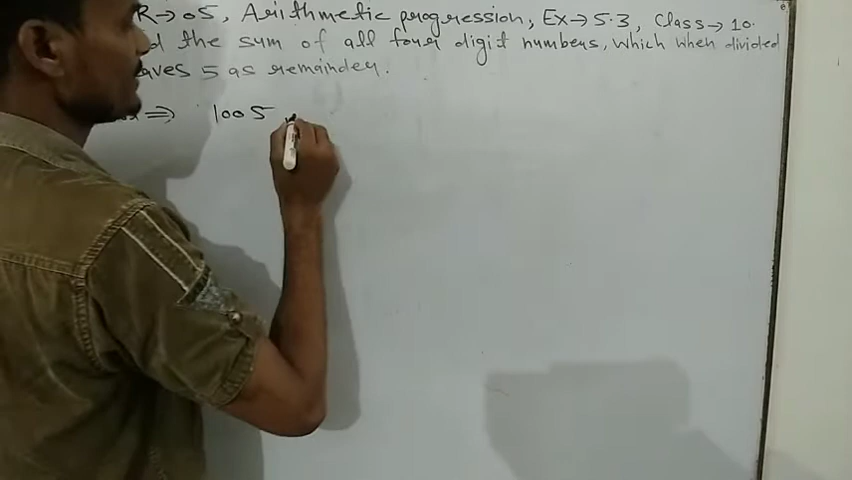 R→05, Arithmetic progression, Ex→5.3, Class→10.
the sum of all four digit numbers, which when divided
5 as remainder.
⇒ 1005